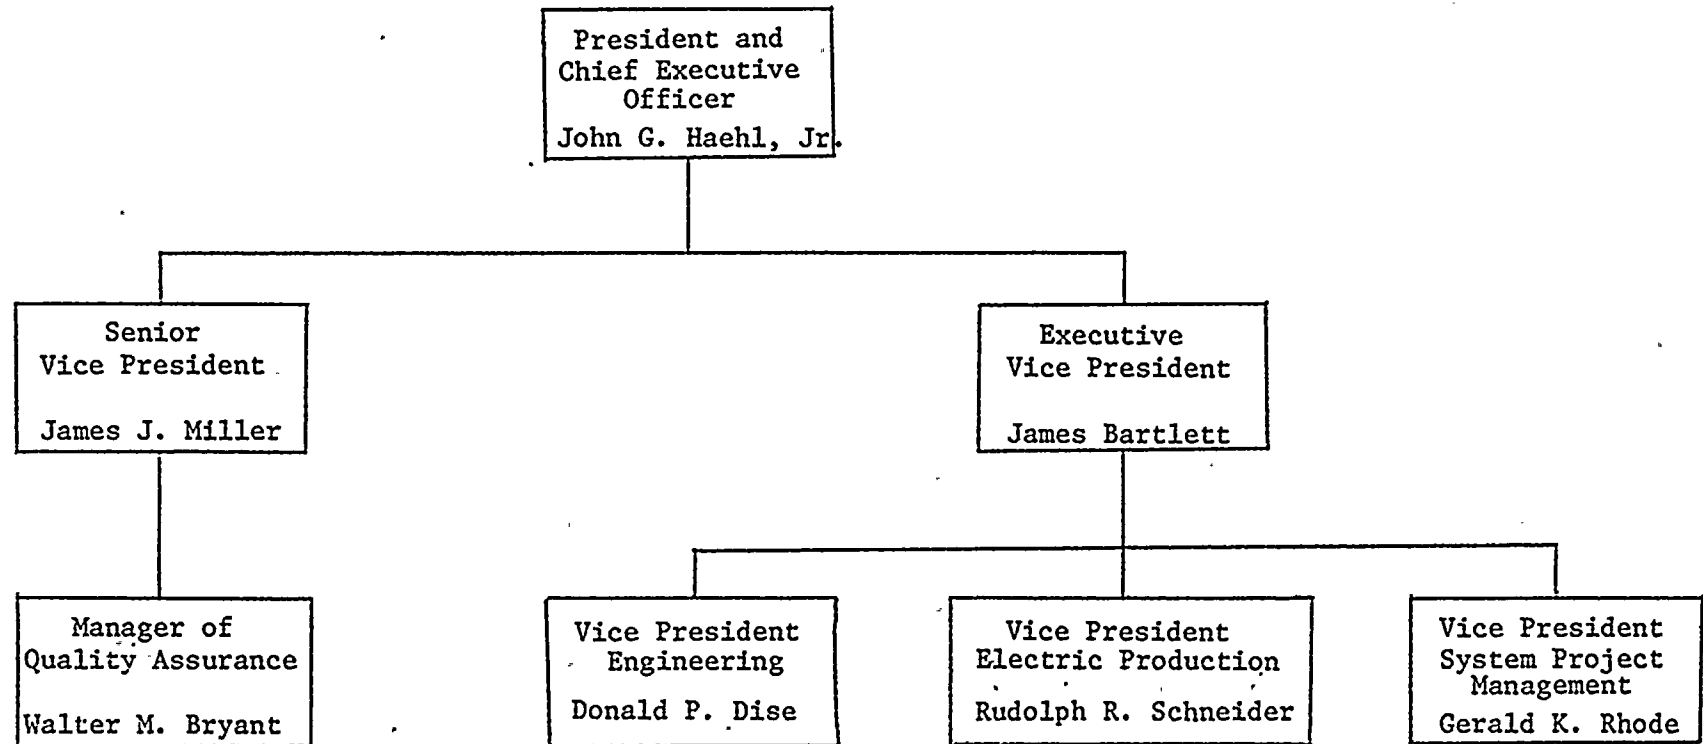 President and
Chief Executive
Officer
John G. Haehl, Jr.
Senior
Vice President
James J. Miller
Executive
Vice President
James Bartlett
Manager of
Quality Assurance
Walter M. Bryant
Vice President
Engineering
Donald P. Dise
Vice President
Electric Production
Rudolph R. Schneider
Vice President
System Project
Management
Gerald K. Rhode